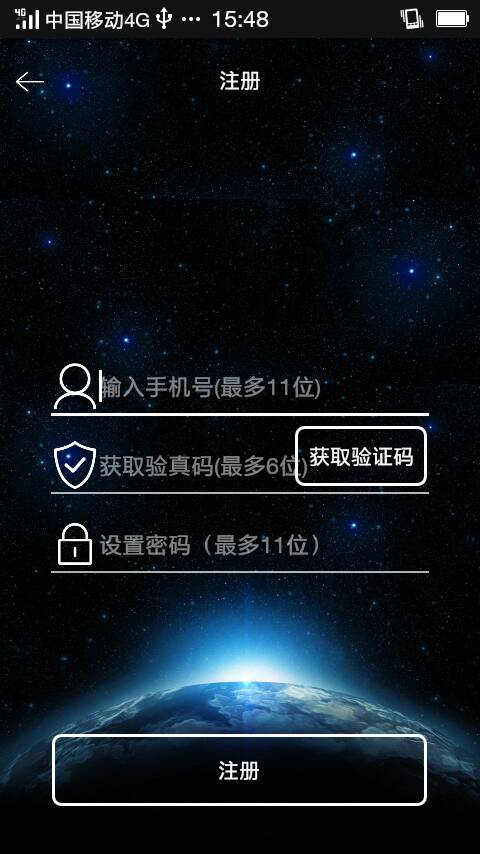 4G 中国移动4G ··· 15:48
注册
输入手机号(最多11位)
获取验真码(最多6位)
获取验证码
设置密码（最多11位）
注册